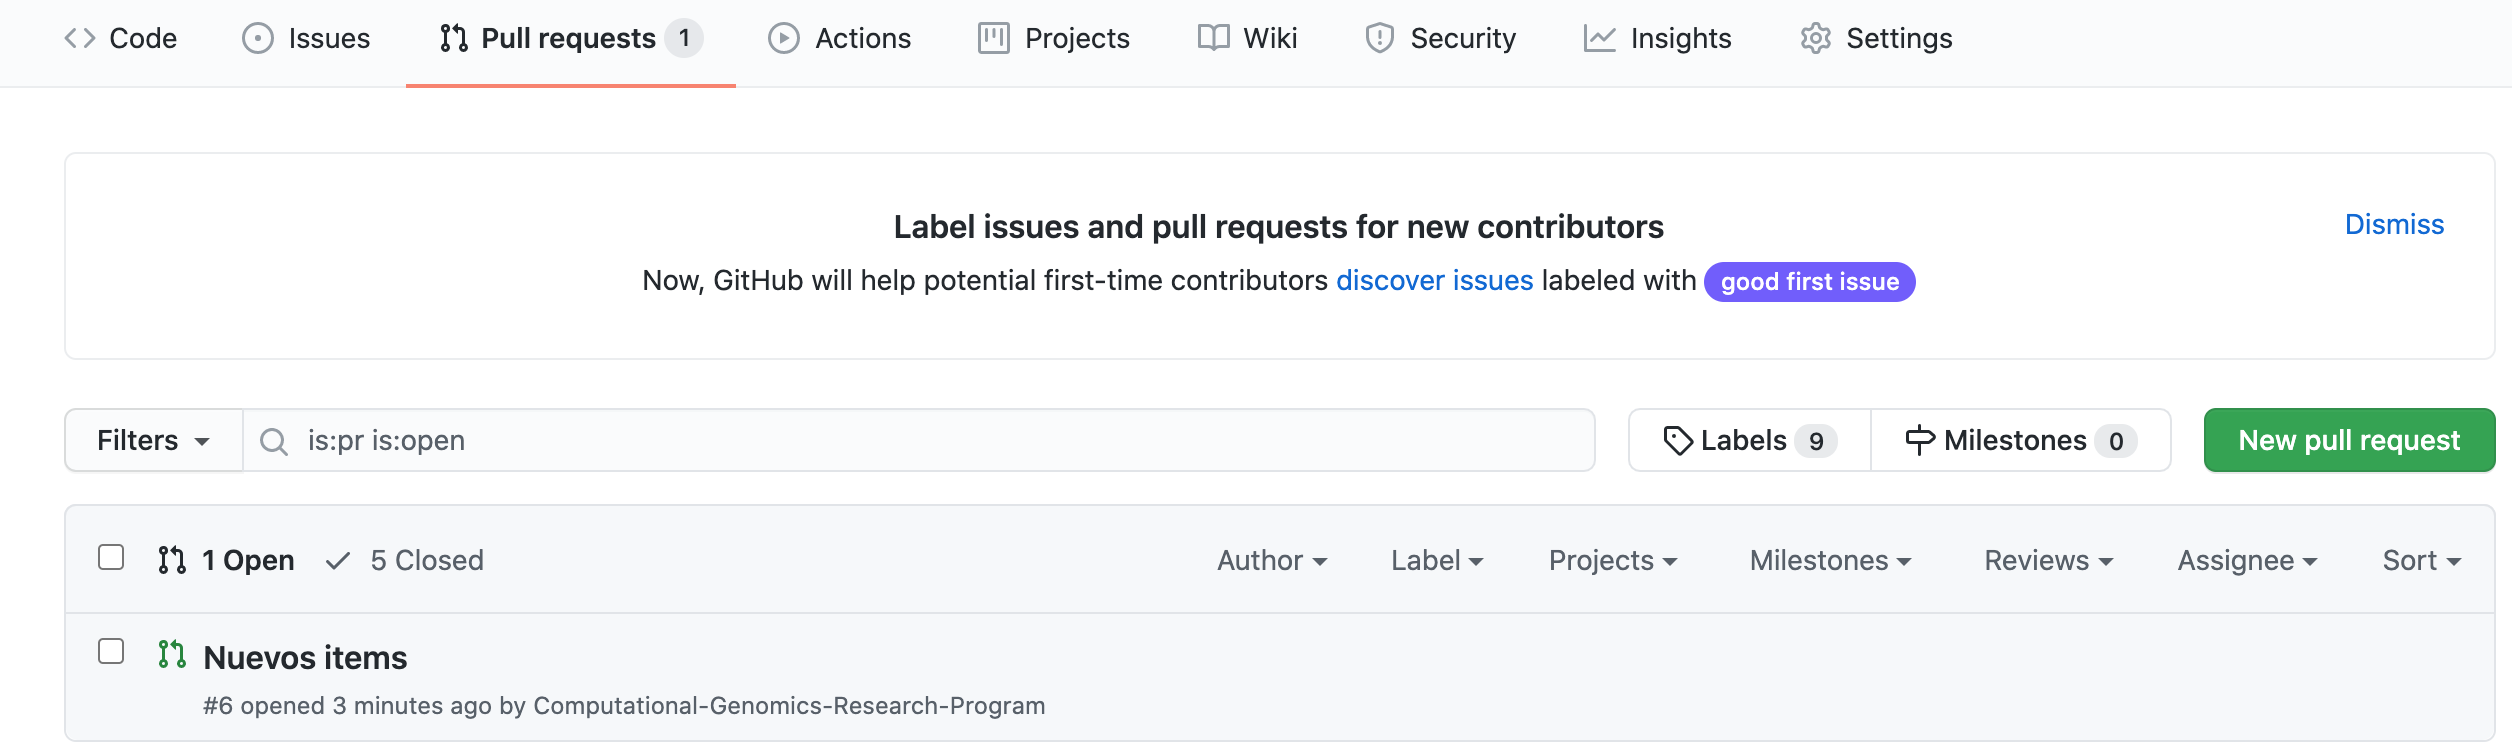 Code Issues Pull requests 1 Actions Projects Wiki Security Insights Settings
Label issues and pull requests for new contributors
Dismiss
Now, GitHub will help potential first-time contributors discover issues labeled with good first issue
Filters is:pr is:open Labels 9 Milestones 0 New pull request
1 Open 5 Closed Author Label Projects Milestones Reviews Assignee Sort
Nuevos items
#6 opened 3 minutes ago by Computational-Genomics-Research-Program